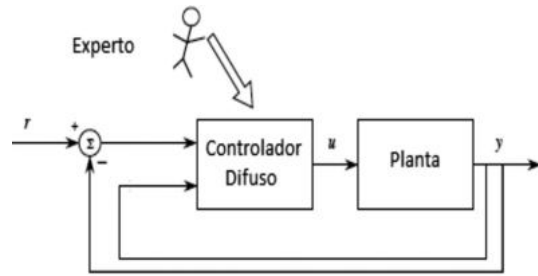 Experto
r
+
Σ
−
Controlador
Difuso
u
Planta
y